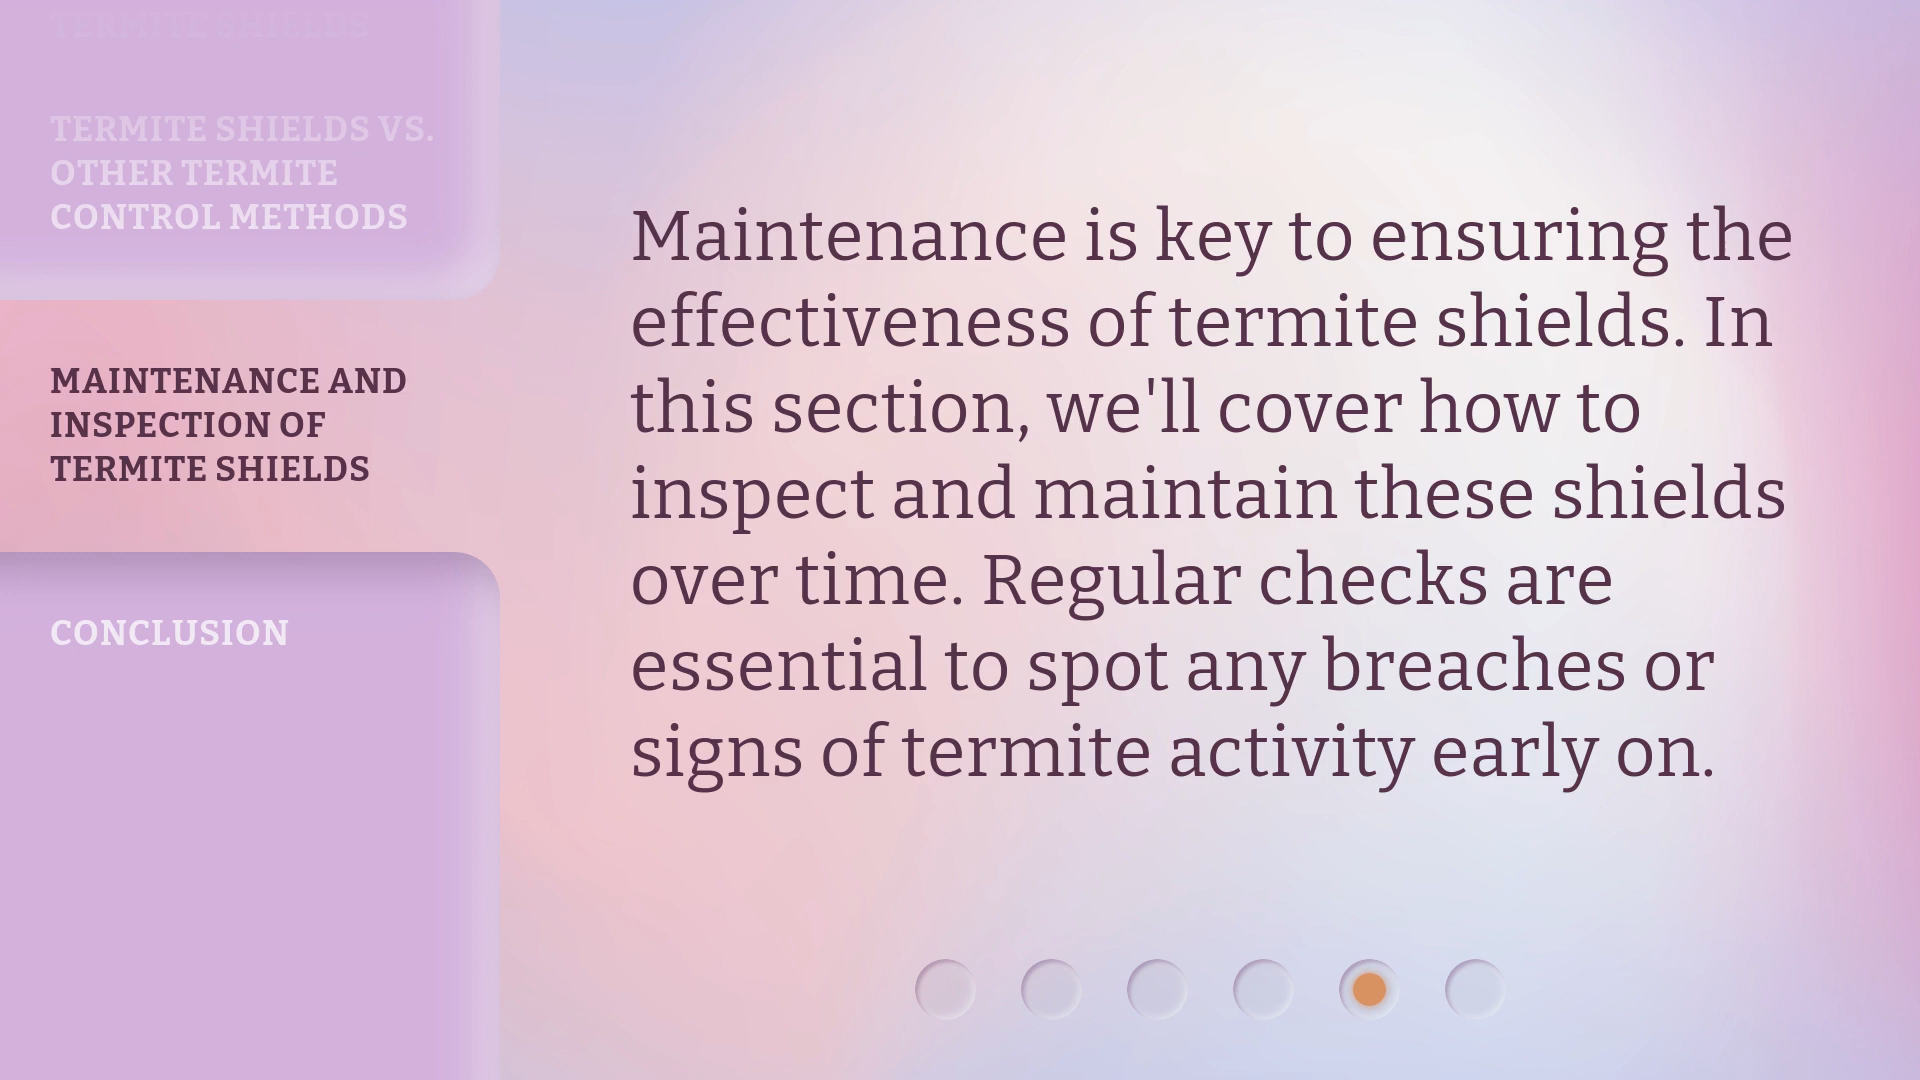 TERMITE SHIELDS
TERMITE SHIELDS VS.
OTHER TERMITE
CONTROL METHODS
MAINTENANCE AND
INSPECTION OF
TERMITE SHIELDS
CONCLUSION
Maintenance is key to ensuring the
effectiveness of termite shields. In
this section, we'll cover how to
inspect and maintain these shields
over time. Regular checks are
essential to spot any breaches or
signs of termite activity early on.